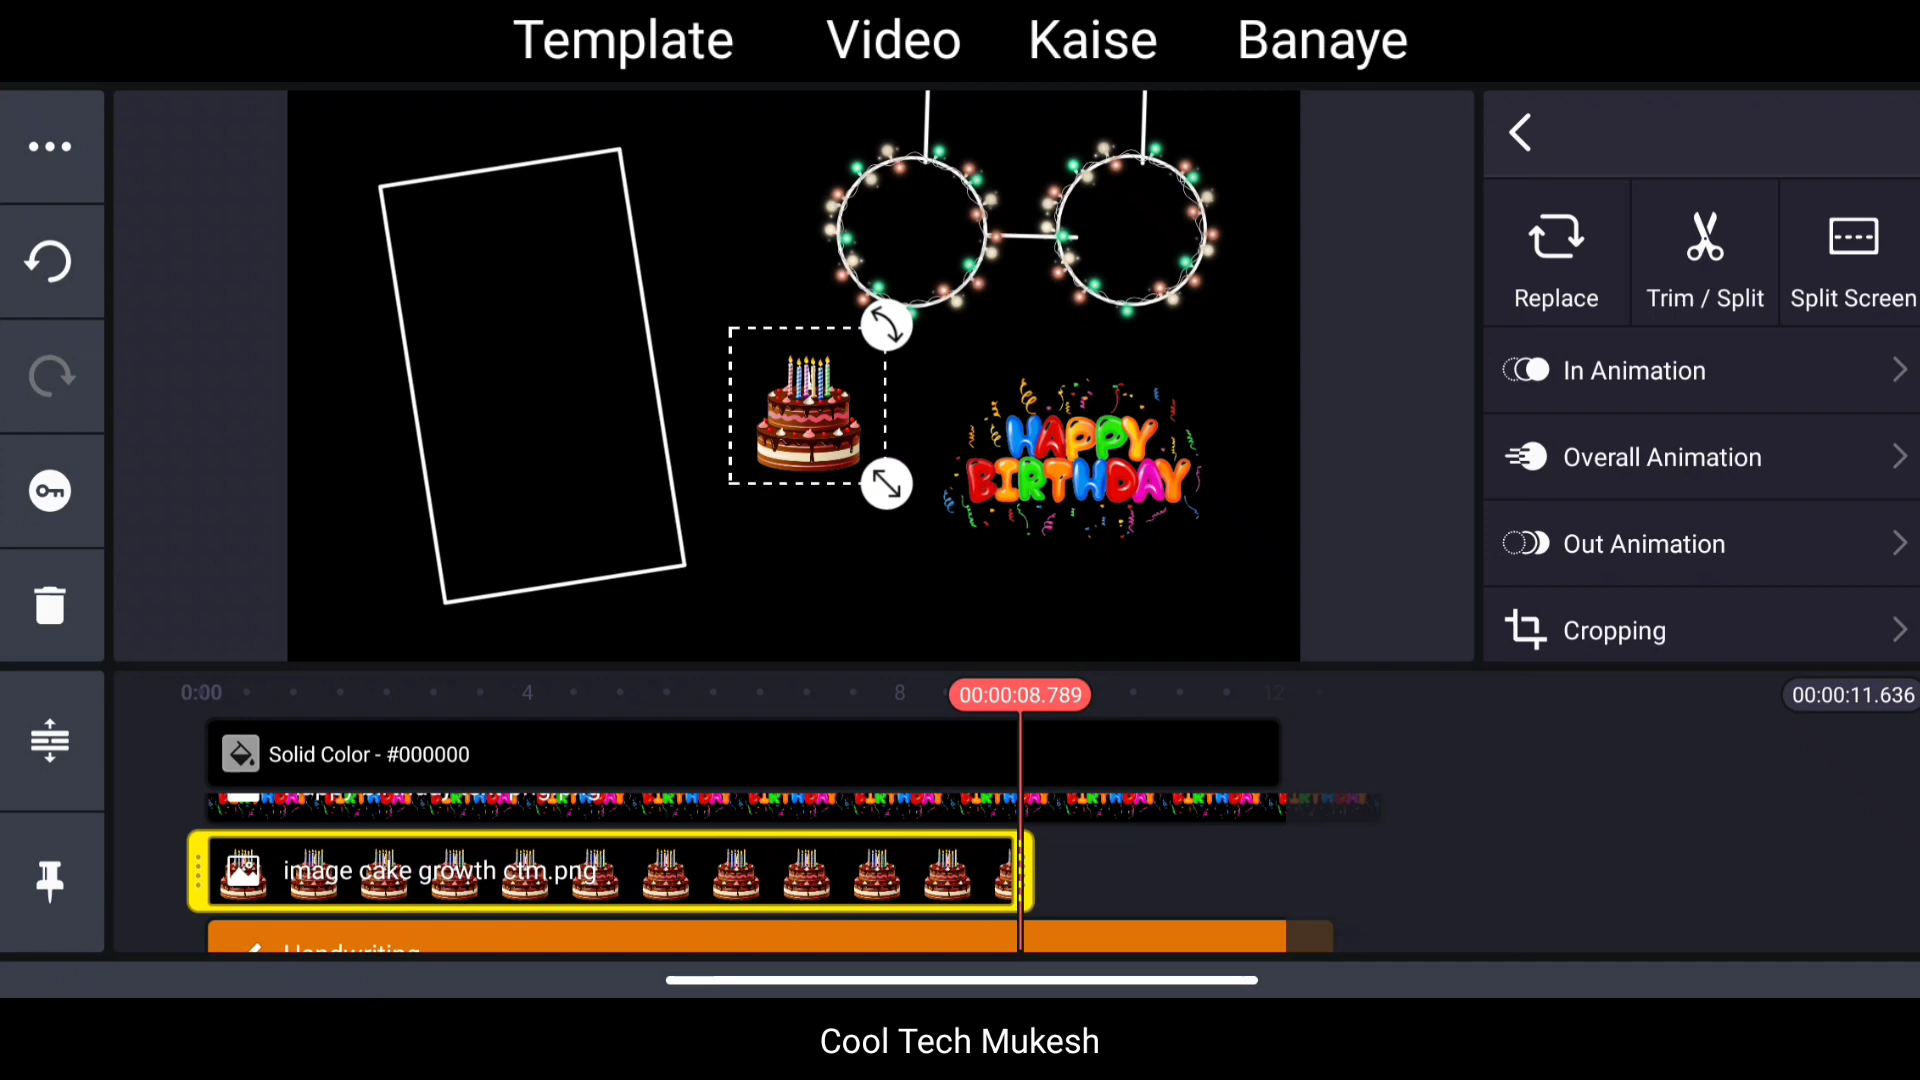 Template Video Kaise Banaye
Replace
Trim / Split
Split Screen
In Animation
Overall Animation
Out Animation
Cropping
HAPPY
BIRTHDAY
0:00
4
8
00:00:08.789
12
00:00:11.636
Solid Color - #000000
image cake growth ctm.png
Handwriting
Cool Tech Mukesh